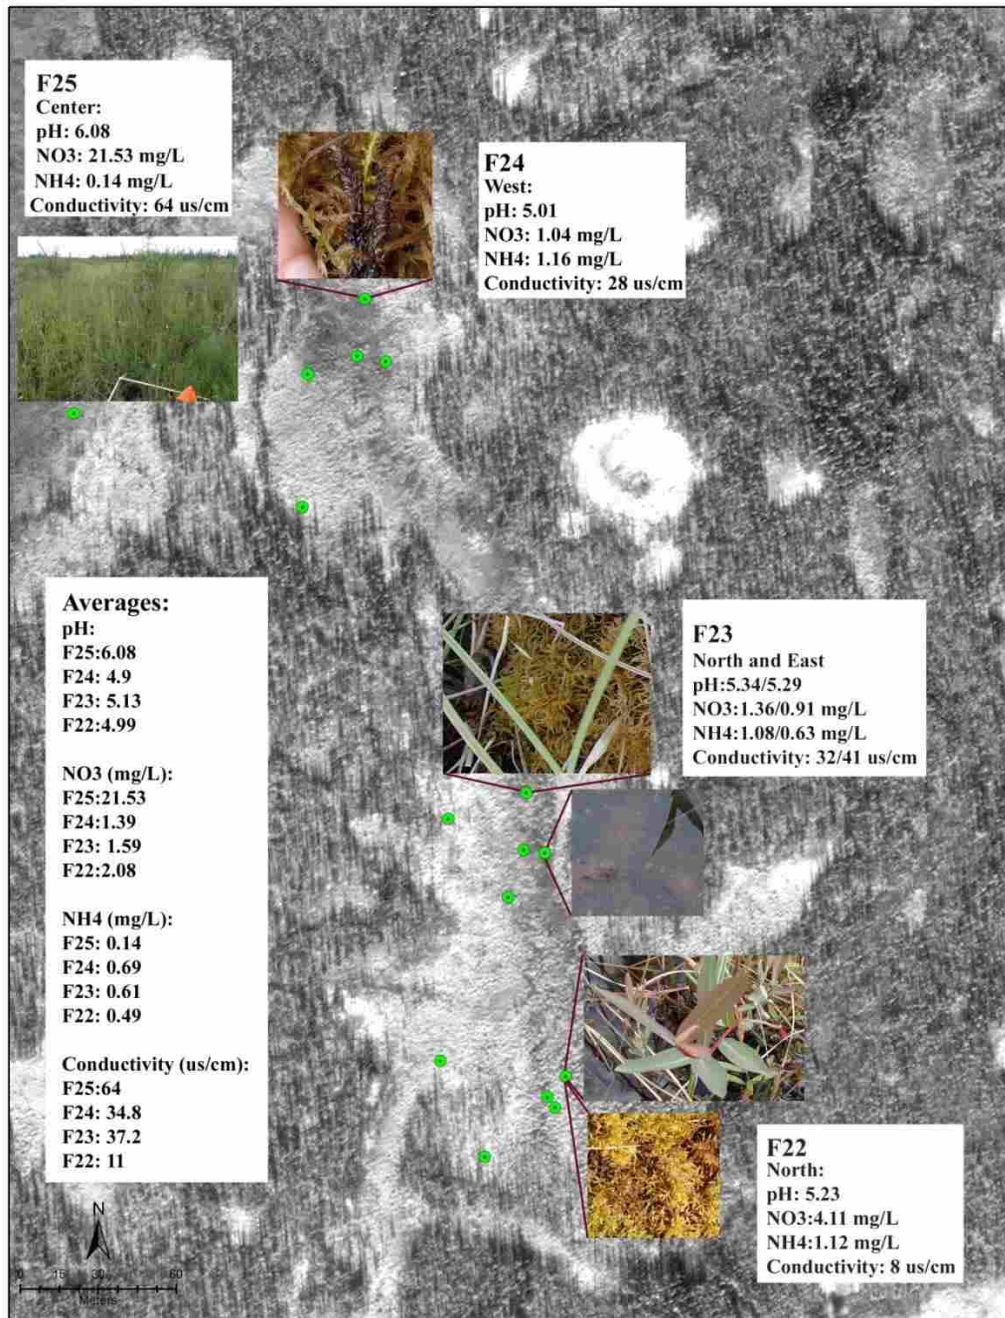 F25
Center:
pH: 6.08
NO3: 21.53 mg/L
NH4: 0.14 mg/L
Conductivity: 64 us/cm
F24
West:
pH: 5.01
NO3: 1.04 mg/L
NH4: 1.16 mg/L
Conductivity: 28 us/cm
Averages:
pH:
F25:6.08
F24: 4.9
F23: 5.13
F22:4.99
NO3 (mg/L):
F25:21.53
F24:1.39
F23: 1.59
F22:2.08
NH4 (mg/L):
F25: 0.14
F24: 0.69
F23: 0.61
F22: 0.49
Conductivity (us/cm):
F25:64
F24: 34.8
F23: 37.2
F22: 11
F23
North and East
pH:5.34/5.29
NO3:1.36/0.91 mg/L
NH4:1.08/0.63 mg/L
Conductivity: 32/41 us/cm
F22
North:
pH: 5.23
NO3:4.11 mg/L
NH4:1.12 mg/L
Conductivity: 8 us/cm
N
0 15 30 60
Meters